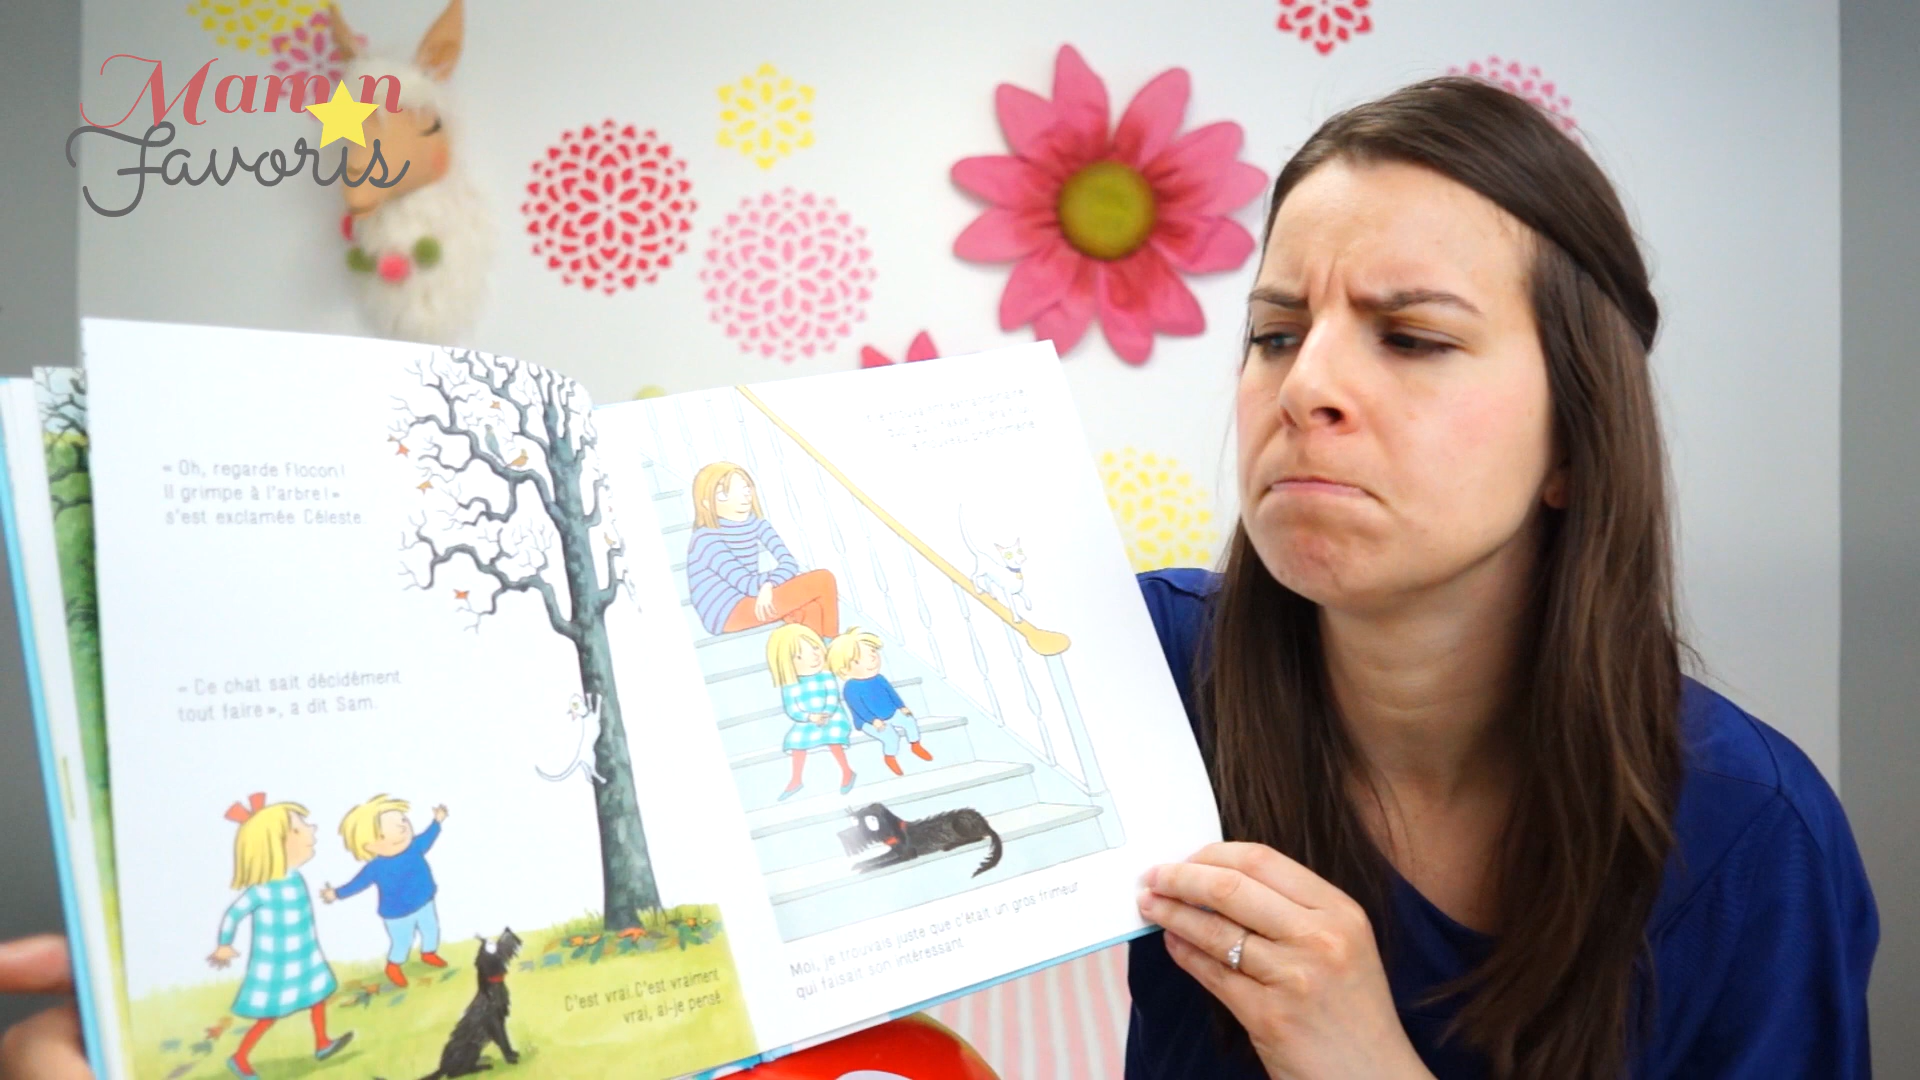 Mam n
Favoris
« Oh, regarde Flocon!
Il grimpe à l'arbre! »
s'est exclamée Céleste.
« Ce chat sait décidément
tout faire », a dit Sam.
C'est vrai. C'est vraiment
vrai, ai-je pensé.
Moi, je trouvais juste que c'était un gros frimeur
qui faisait son intéressant.